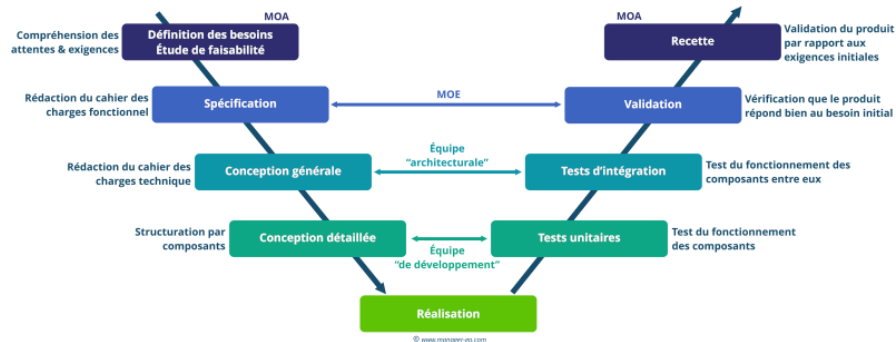 MOA
Compréhension des
attentes & exigences
Définition des besoins
Étude de faisabilité
MOA
Recette
Validation du produit
par rapport aux
exigences initiales
Rédaction du cahier des
charges fonctionnel
Spécification
MOE
Validation
Vérification que le produit
répond bien au besoin initial
Rédaction du cahier des
charges technique
Conception générale
Équipe
“architecturale”
Tests d’intégration
Test du fonctionnement des
composants entre eux
Structuration par
composants
Conception détaillée
Équipe
“de développement”
Tests unitaires
Test du fonctionnement
des composants
Réalisation
© www.manager-go.com